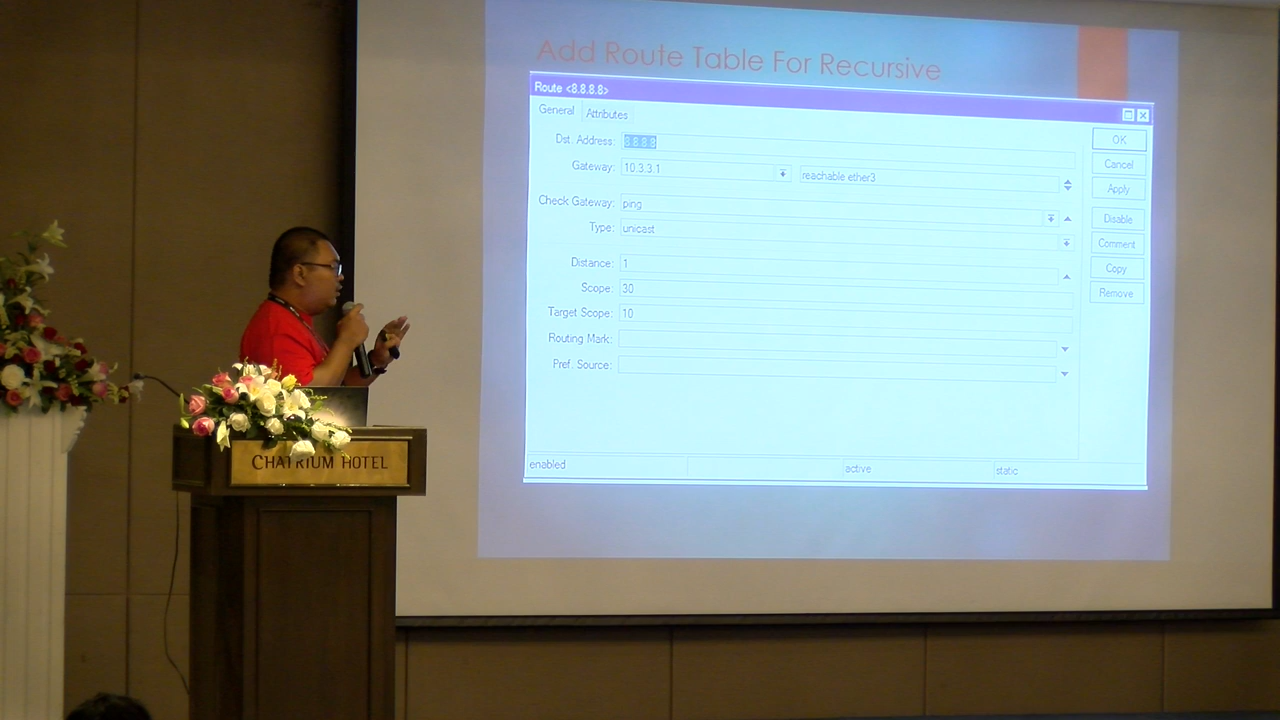 Add Route Table For Recursive
Route <8.8.8.8>
General Attributes
Dst. Address: 8.8.8.8
Gateway: 10.3.3.1 reachable ether3
Check Gateway: ping
Type: unicast
Distance: 1
Scope: 30
Target Scope: 10
Routing Mark:
Pref. Source:
OK
Cancel
Apply
Disable
Comment
Copy
Remove
enabled active static
CHATRIUM HOTEL